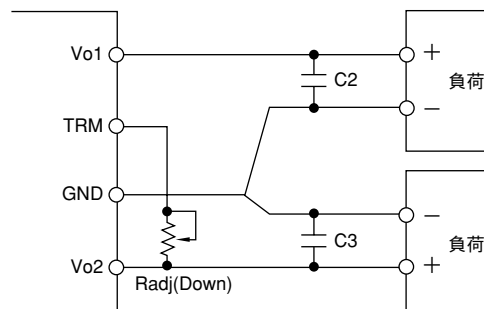 Vo1
+
C2
負荷
−
TRM
GND
−
C3
負荷
Vo2
+
Radj(Down)